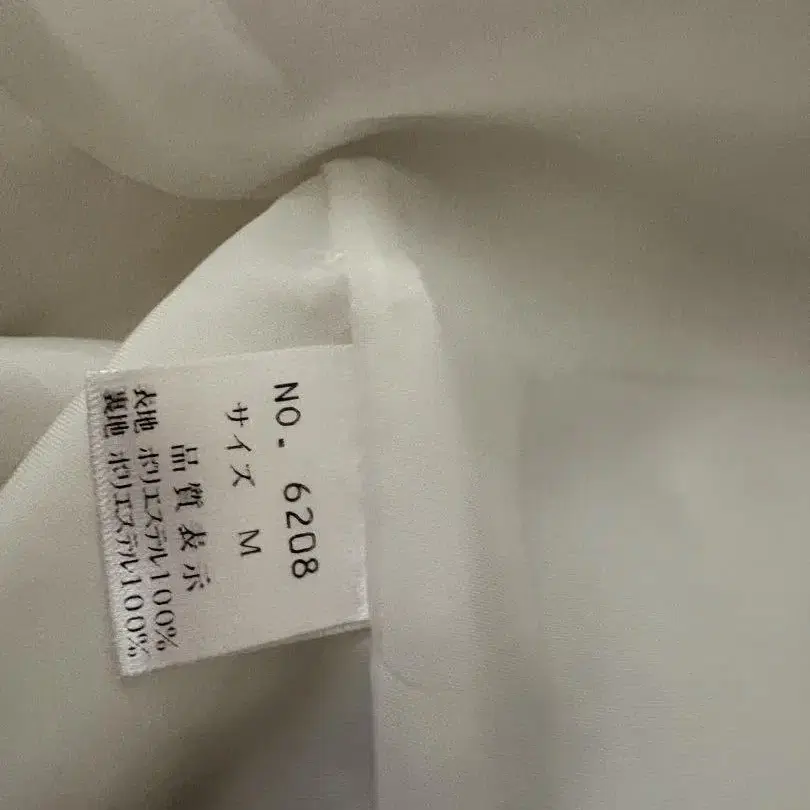 NO. 6208
サイズ M
品質表示
表地 ポリエステル100%
裏地 ポリエステル100%